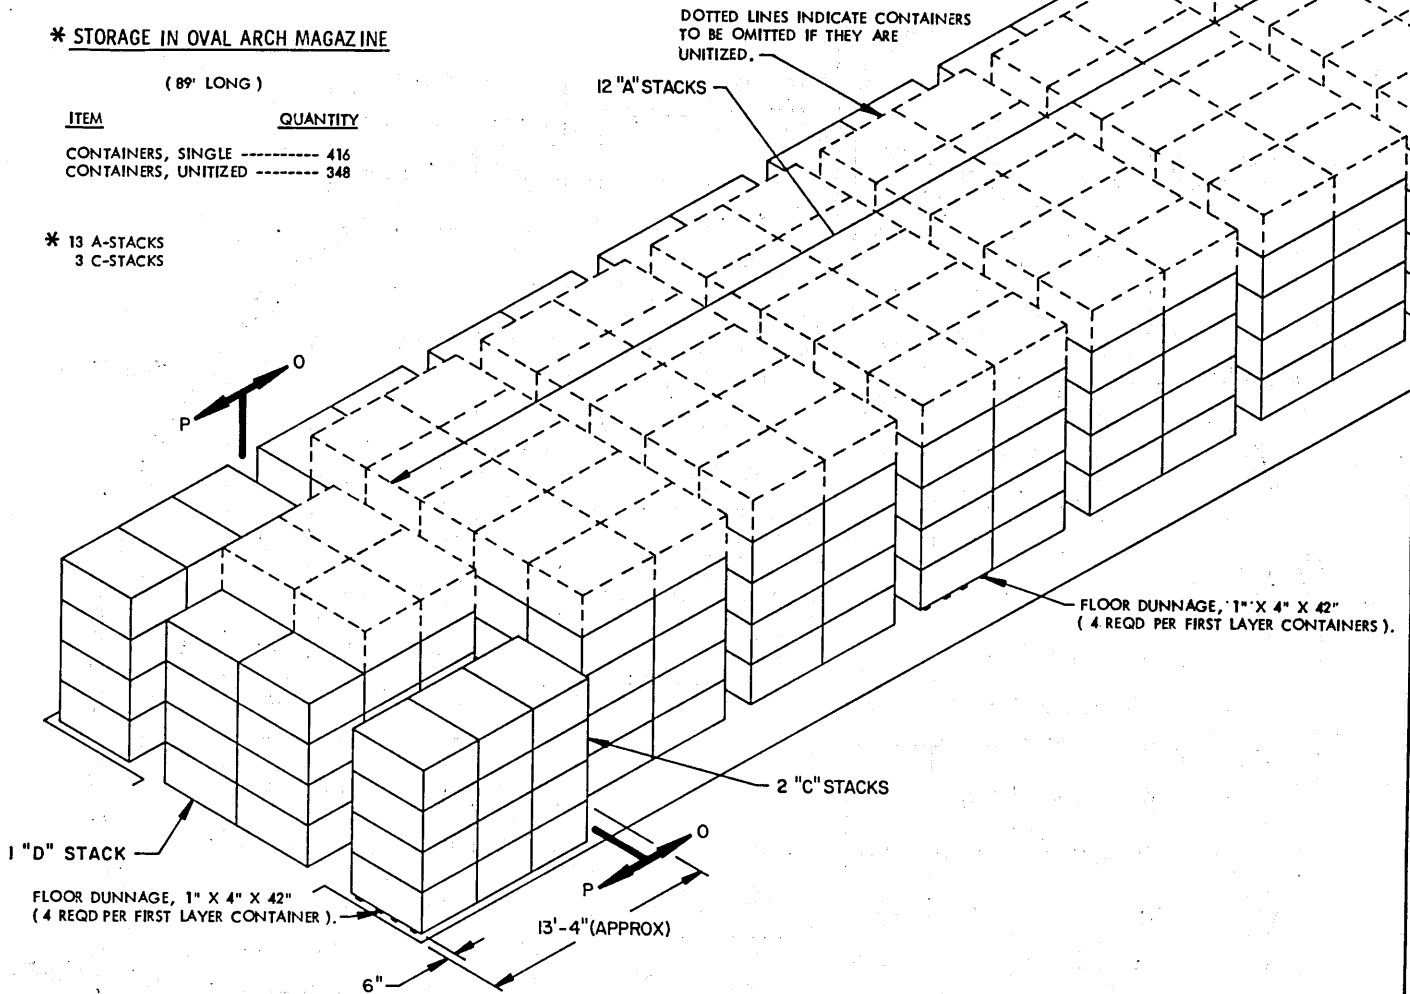 * STORAGE IN OVAL ARCH MAGAZINE
( 89' LONG )
ITEM QUANTITY
CONTAINERS, SINGLE ---------- 416
CONTAINERS, UNITIZED -------- 348
* 13 A-STACKS
3 C-STACKS
DOTTED LINES INDICATE CONTAINERS
TO BE OMITTED IF THEY ARE
UNITIZED.
12 "A" STACKS
O
P
FLOOR DUNNAGE, 1" X 4" X 42"
( 4 REQD PER FIRST LAYER CONTAINERS ).
2 "C" STACKS
1 "D" STACK
O
P
FLOOR DUNNAGE, 1" X 4" X 42"
( 4 REQD PER FIRST LAYER CONTAINER ).
13'-4" (APPROX)
6"